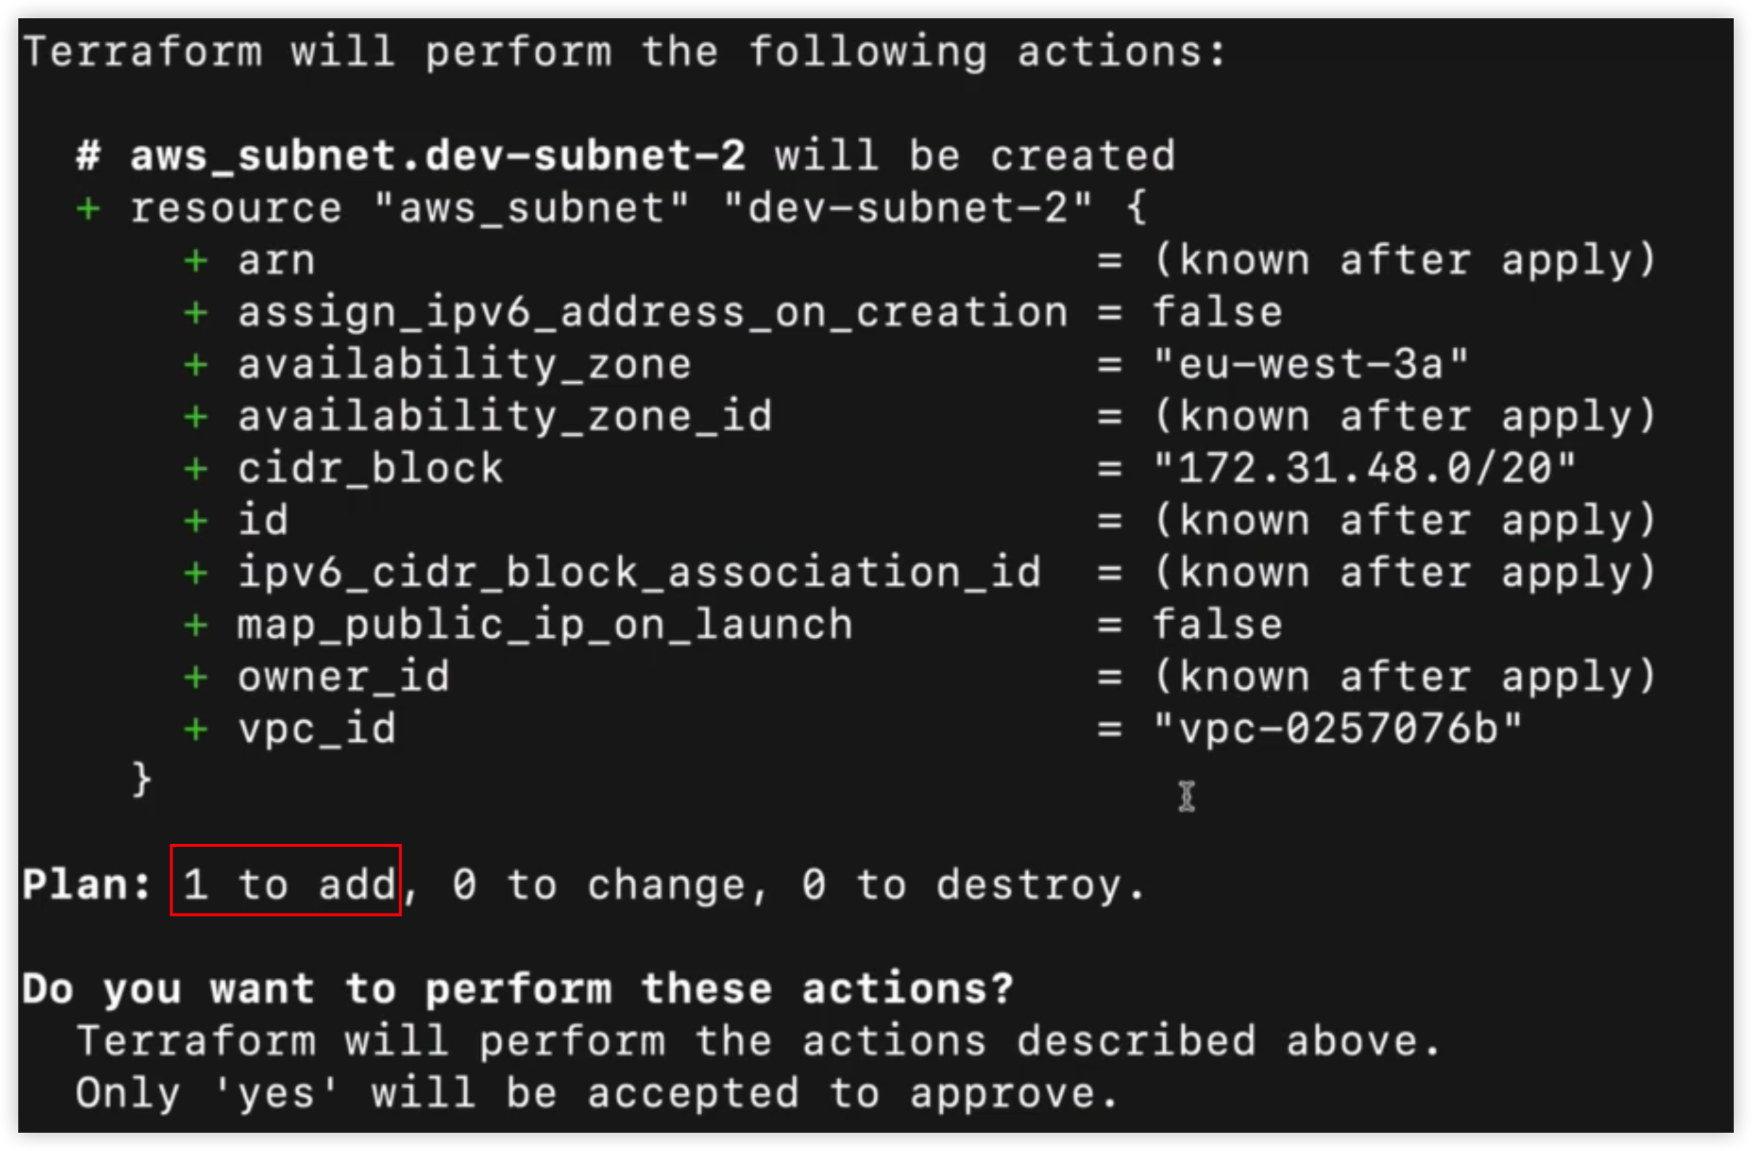 Terraform will perform the following actions:
# aws_subnet.dev-subnet-2 will be created
+ resource "aws_subnet" "dev-subnet-2" {
+ arn = (known after apply)
+ assign_ipv6_address_on_creation = false
+ availability_zone = "eu-west-3a"
+ availability_zone_id = (known after apply)
+ cidr_block = "172.31.48.0/20"
+ id = (known after apply)
+ ipv6_cidr_block_association_id = (known after apply)
+ map_public_ip_on_launch = false
+ owner_id = (known after apply)
+ vpc_id = "vpc-0257076b"
}
Plan: 1 to add, 0 to change, 0 to destroy.
Do you want to perform these actions?
Terraform will perform the actions described above.
Only 'yes' will be accepted to approve.